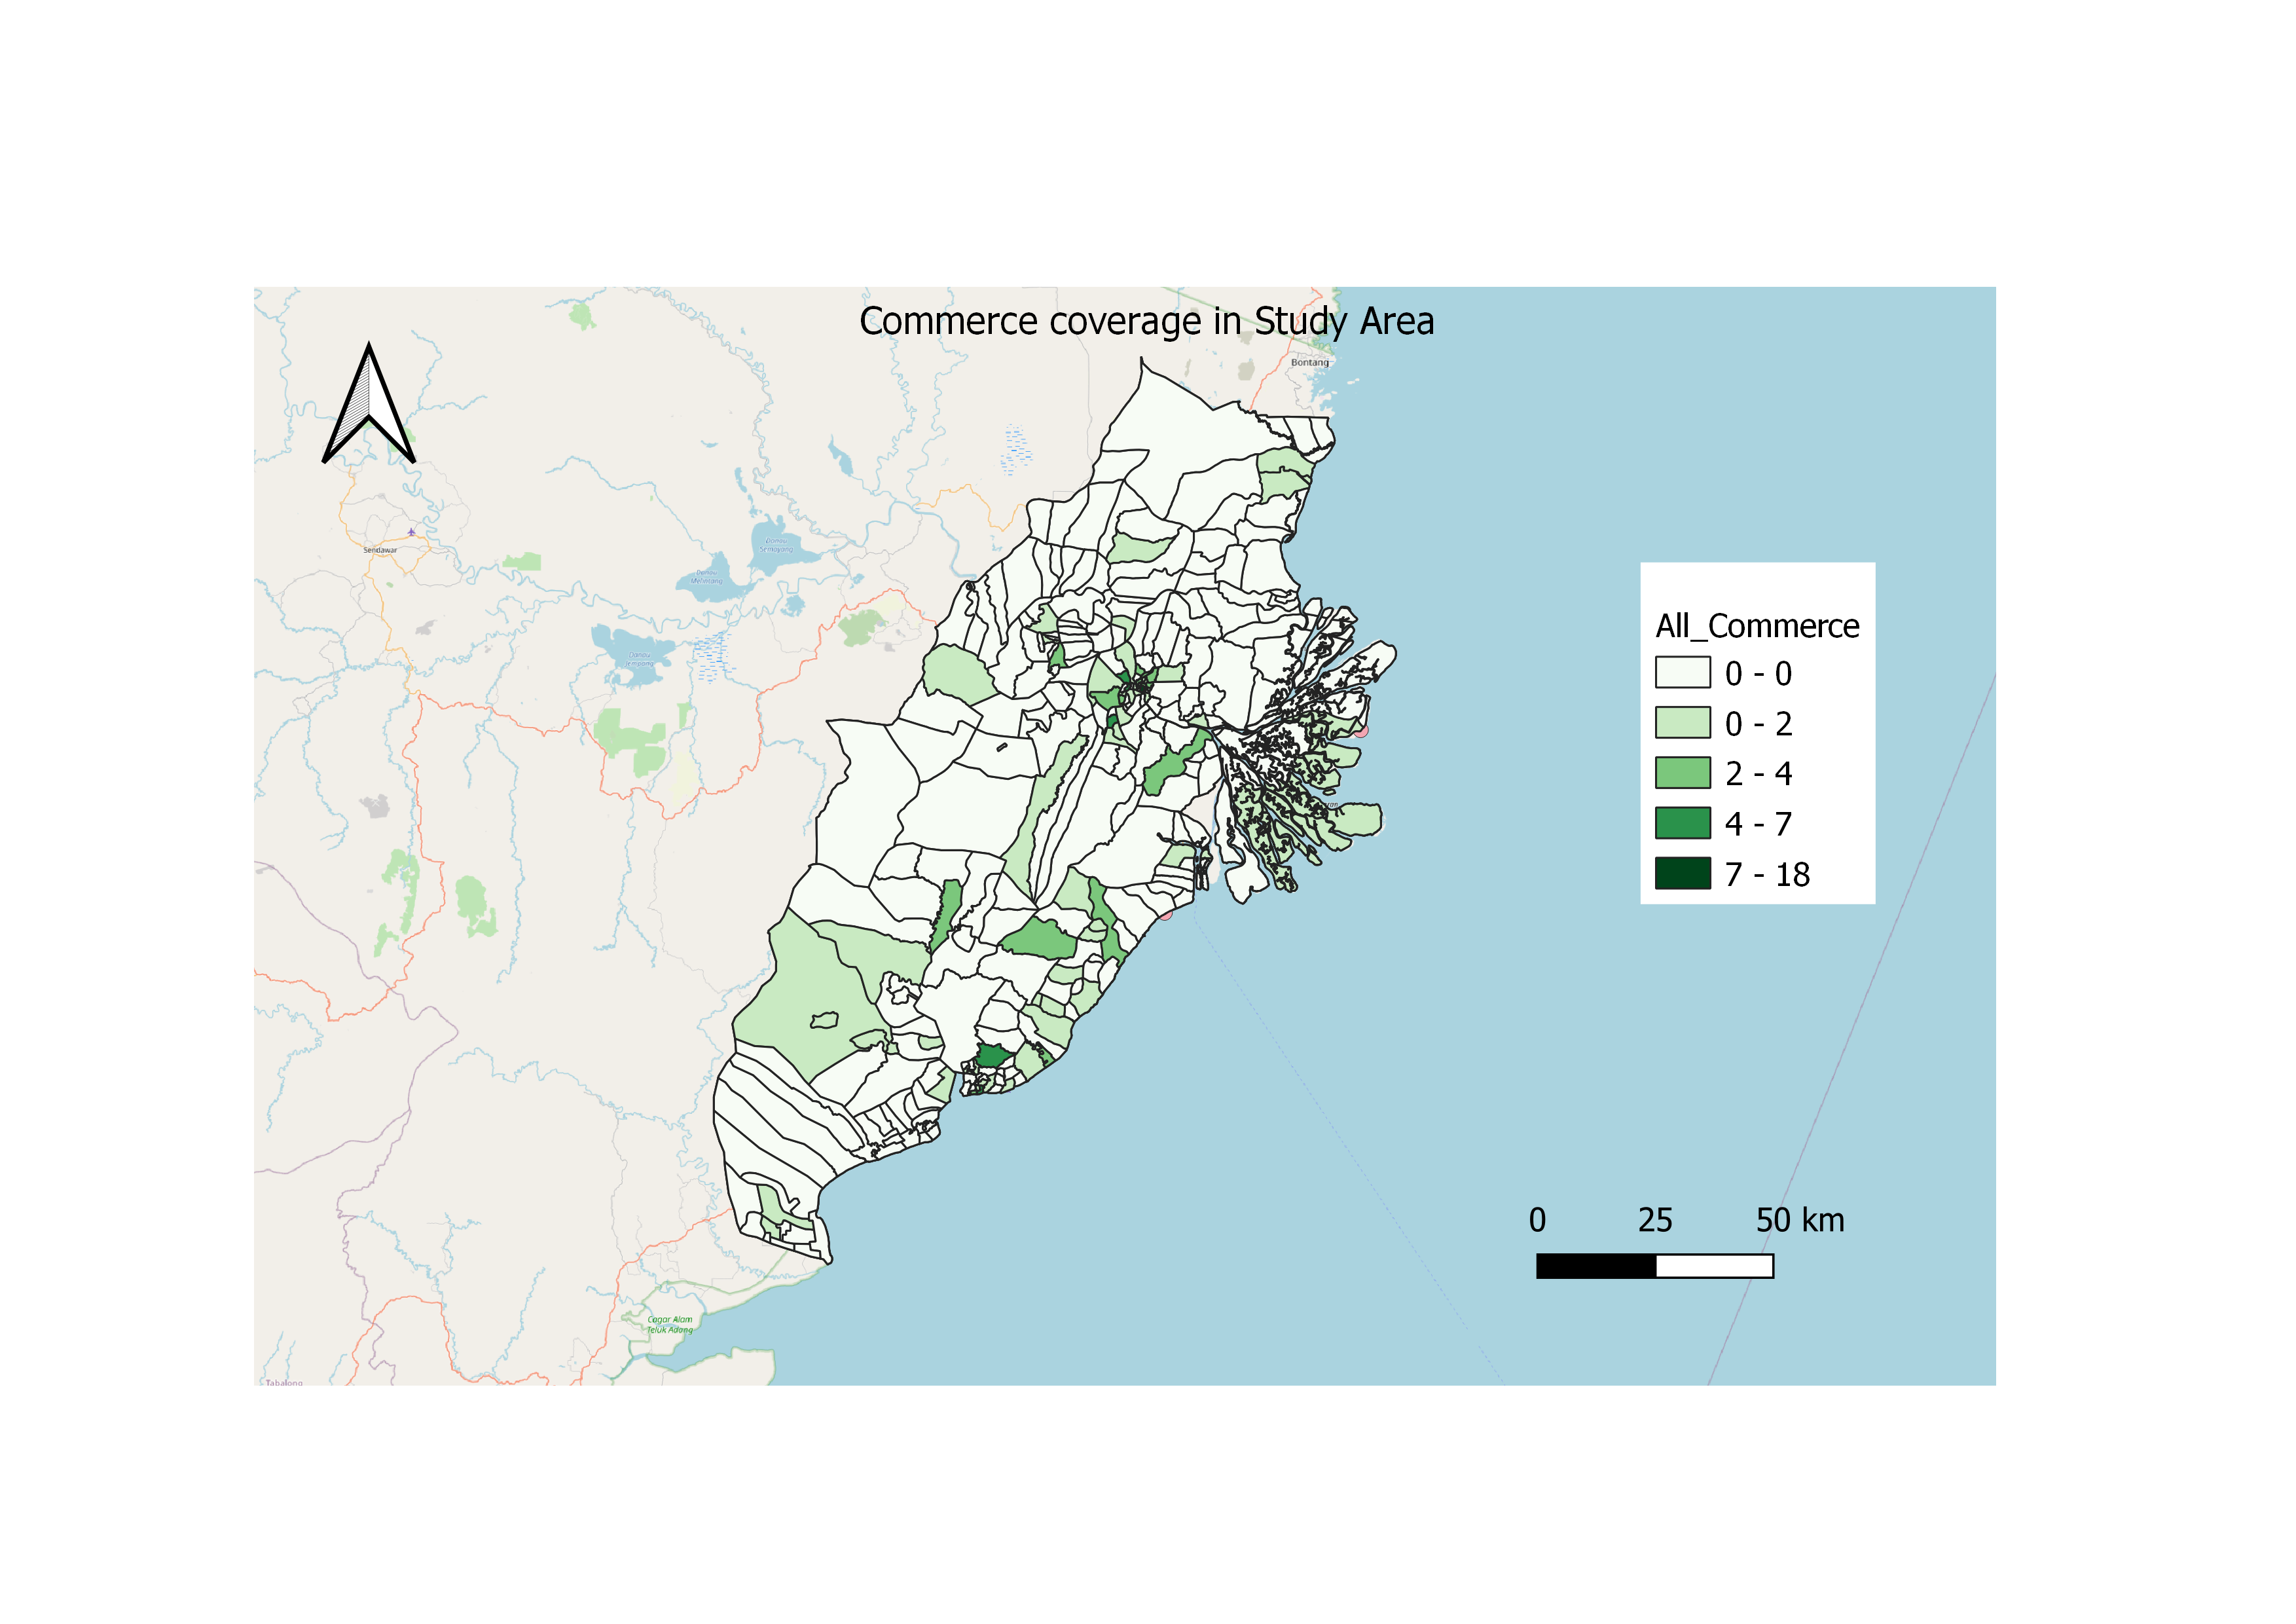 Commerce coverage in Study Area
Bontang
Sendawar
Danau
Semayang
Danau
Melintang
Danau
Jempang
All_Commerce
0 - 0
0 - 2
2 - 4
4 - 7
7 - 18
0 25 50 km
Cagar Alam
Teluk Adang
Tabalong